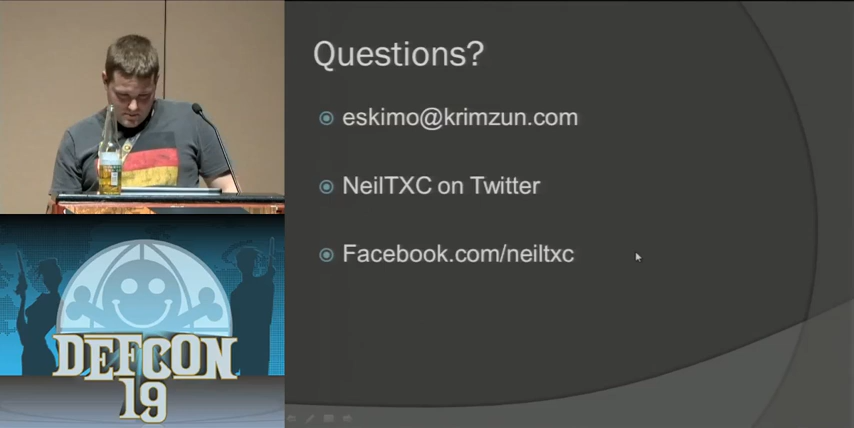 Questions?
eskimo@krimzun.com
NeilTXC on Twitter
Facebook.com/neiltxc
DEFCON
19